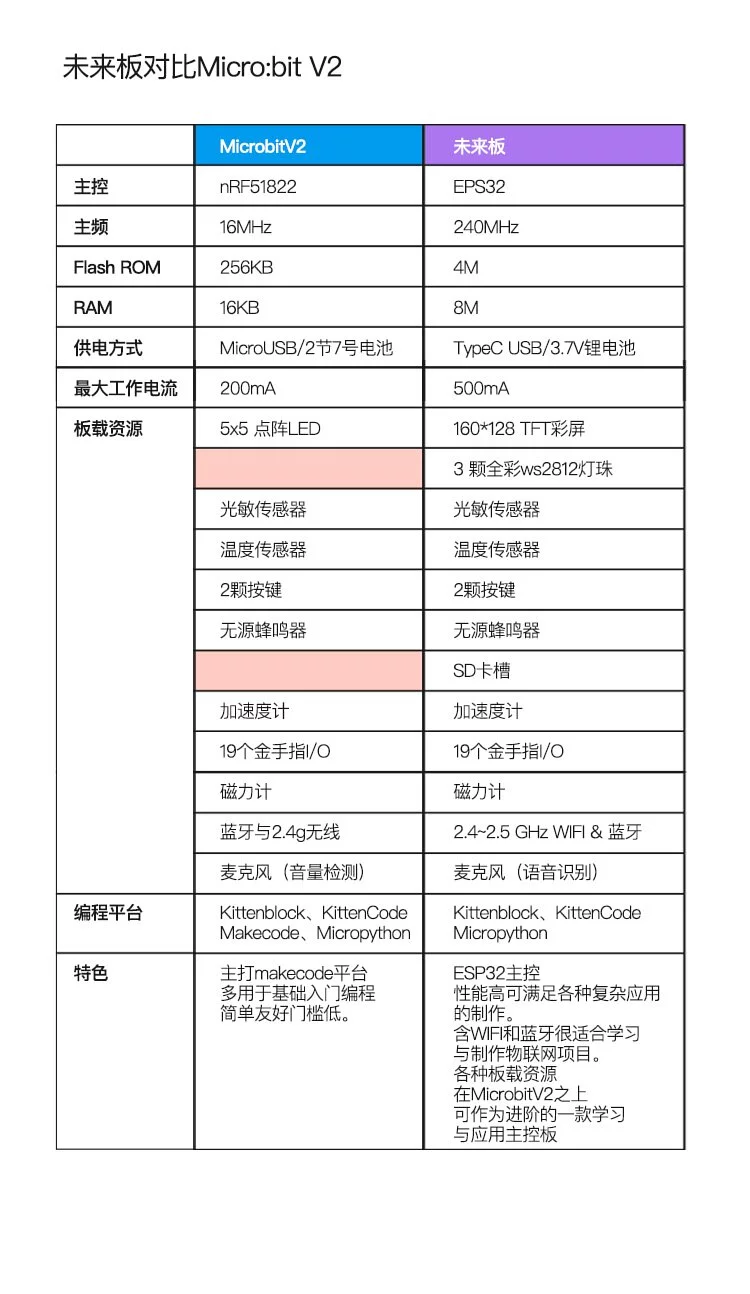 未来板对比Micro:bit V2
MicrobitV2 未来板
主控 nRF51822 EPS32
主频 16MHz 240MHz
Flash ROM 256KB 4M
RAM 16KB 8M
供电方式 MicroUSB/2节7号电池 TypeC USB/3.7V锂电池
最大工作电流 200mA 500mA
板载资源 5x5 点阵LED 160*128 TFT彩屏
3 颗全彩ws2812灯珠
光敏传感器 光敏传感器
温度传感器 温度传感器
2颗按键 2颗按键
无源蜂鸣器 无源蜂鸣器
SD卡槽
加速度计 加速度计
19个金手指I/O 19个金手指I/O
磁力计 磁力计
蓝牙与2.4g无线 2.4~2.5 GHz WIFI & 蓝牙
麦克风（音量检测） 麦克风（语音识别）
编程平台 Kittenblock、KittenCode Kittenblock、KittenCode
Makecode、Micropython Micropython
特色 主打makecode平台 ESP32主控
多用于基础入门编程 性能高可满足各种复杂应用
简单友好门槛低。 的制作。
含WIFI和蓝牙很适合学习
与制作物联网项目。
各种板载资源
在MicrobitV2之上
可作为进阶的一款学习
与应用主控板